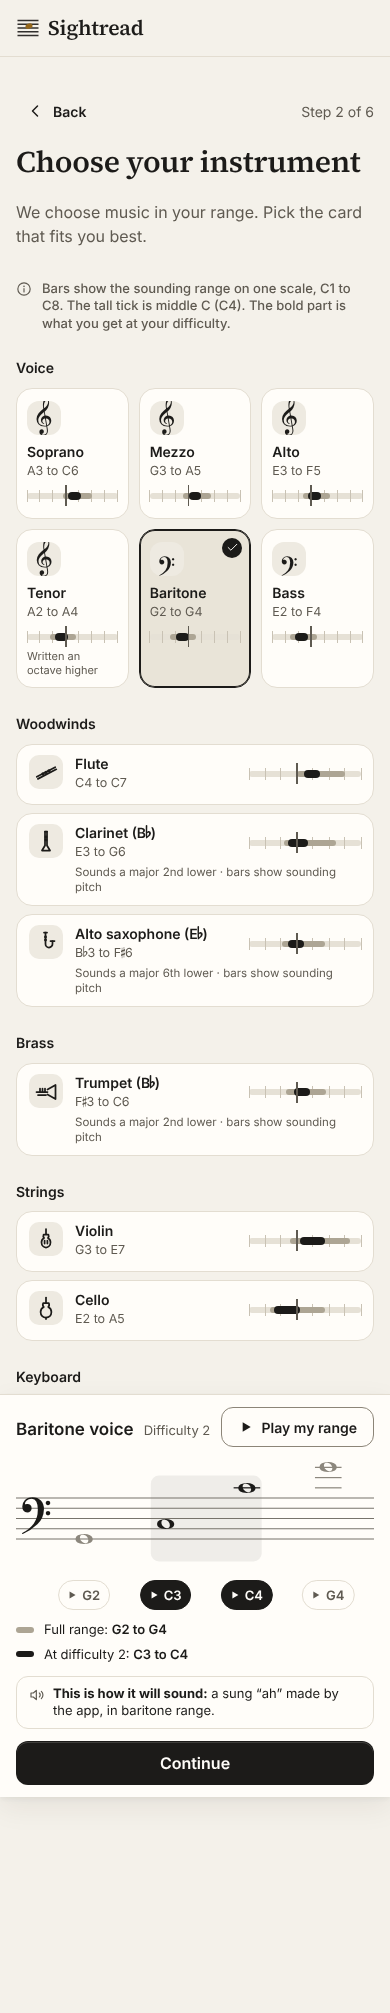 Sightread
Back
Step 2 of 6
Choose your instrument
We choose music in your range. Pick the card
that fits you best.
Bars show the sounding range on one scale, C1 to
C8. The tall tick is middle C (C4). The bold part is
what you get at your difficulty.
Voice
Soprano
A3 to C6
Mezzo
G3 to A5
Alto
E3 to F5
Tenor
A2 to A4
Written an
octave higher
Baritone
G2 to G4
Bass
E2 to F4
Woodwinds
Flute
C4 to C7
Clarinet (B♭)
E3 to G6
Sounds a major 2nd lower · bars show sounding
pitch
Alto saxophone (E♭)
B♭3 to F♯6
Sounds a major 6th lower · bars show sounding
pitch
Brass
Trumpet (B♭)
F♯3 to C6
Sounds a major 2nd lower · bars show sounding
pitch
Strings
Violin
G3 to E7
Cello
E2 to A5
Keyboard
Baritone voice
Difficulty 2
Play my range
G2
C3
C4
G4
Full range: G2 to G4
At difficulty 2: C3 to C4
This is how it will sound: a sung “ah” made by
the app, in baritone range.
Continue